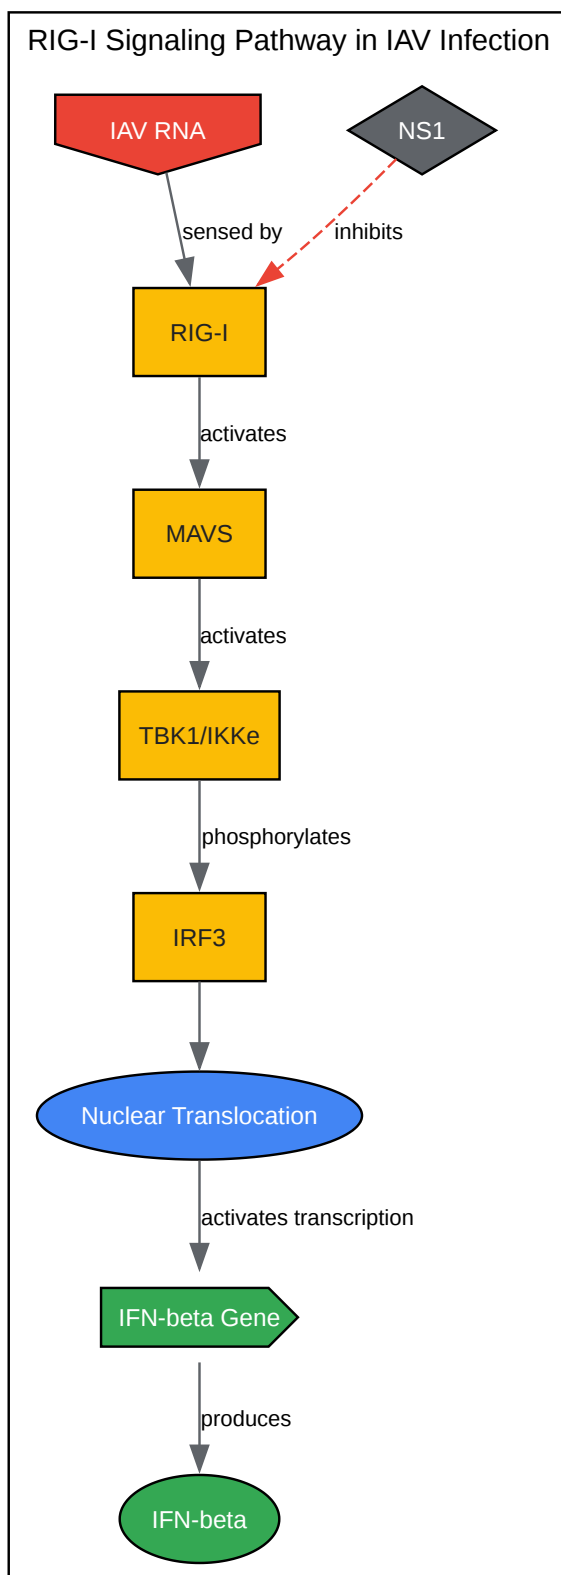 RIG-I Signaling Pathway in IAV Infection
IAV RNA
NS1
sensed by
inhibits
RIG-I
activates
MAVS
activates
TBK1/IKKe
phosphorylates
IRF3
Nuclear Translocation
activates transcription
IFN-beta Gene
produces
IFN-beta